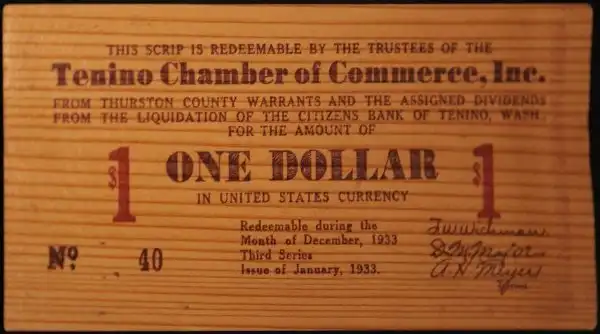 THIS SCRIP IS REDEEMABLE BY THE TRUSTEES OF THE
Tenino Chamber of Commerce, Inc.
FROM THURSTON COUNTY WARRANTS AND THE ASSIGNED DIVIDENDS
FROM THE LIQUIDATION OF THE CITIZENS BANK OF TENINO, WASH.
FOR THE AMOUNT OF
$1 ONE DOLLAR $1
IN UNITED STATES CURRENCY
Redeemable during the
Month of December, 1933
Third Series
Issue of January, 1933.
No. 40
D M Major
A H Meyer